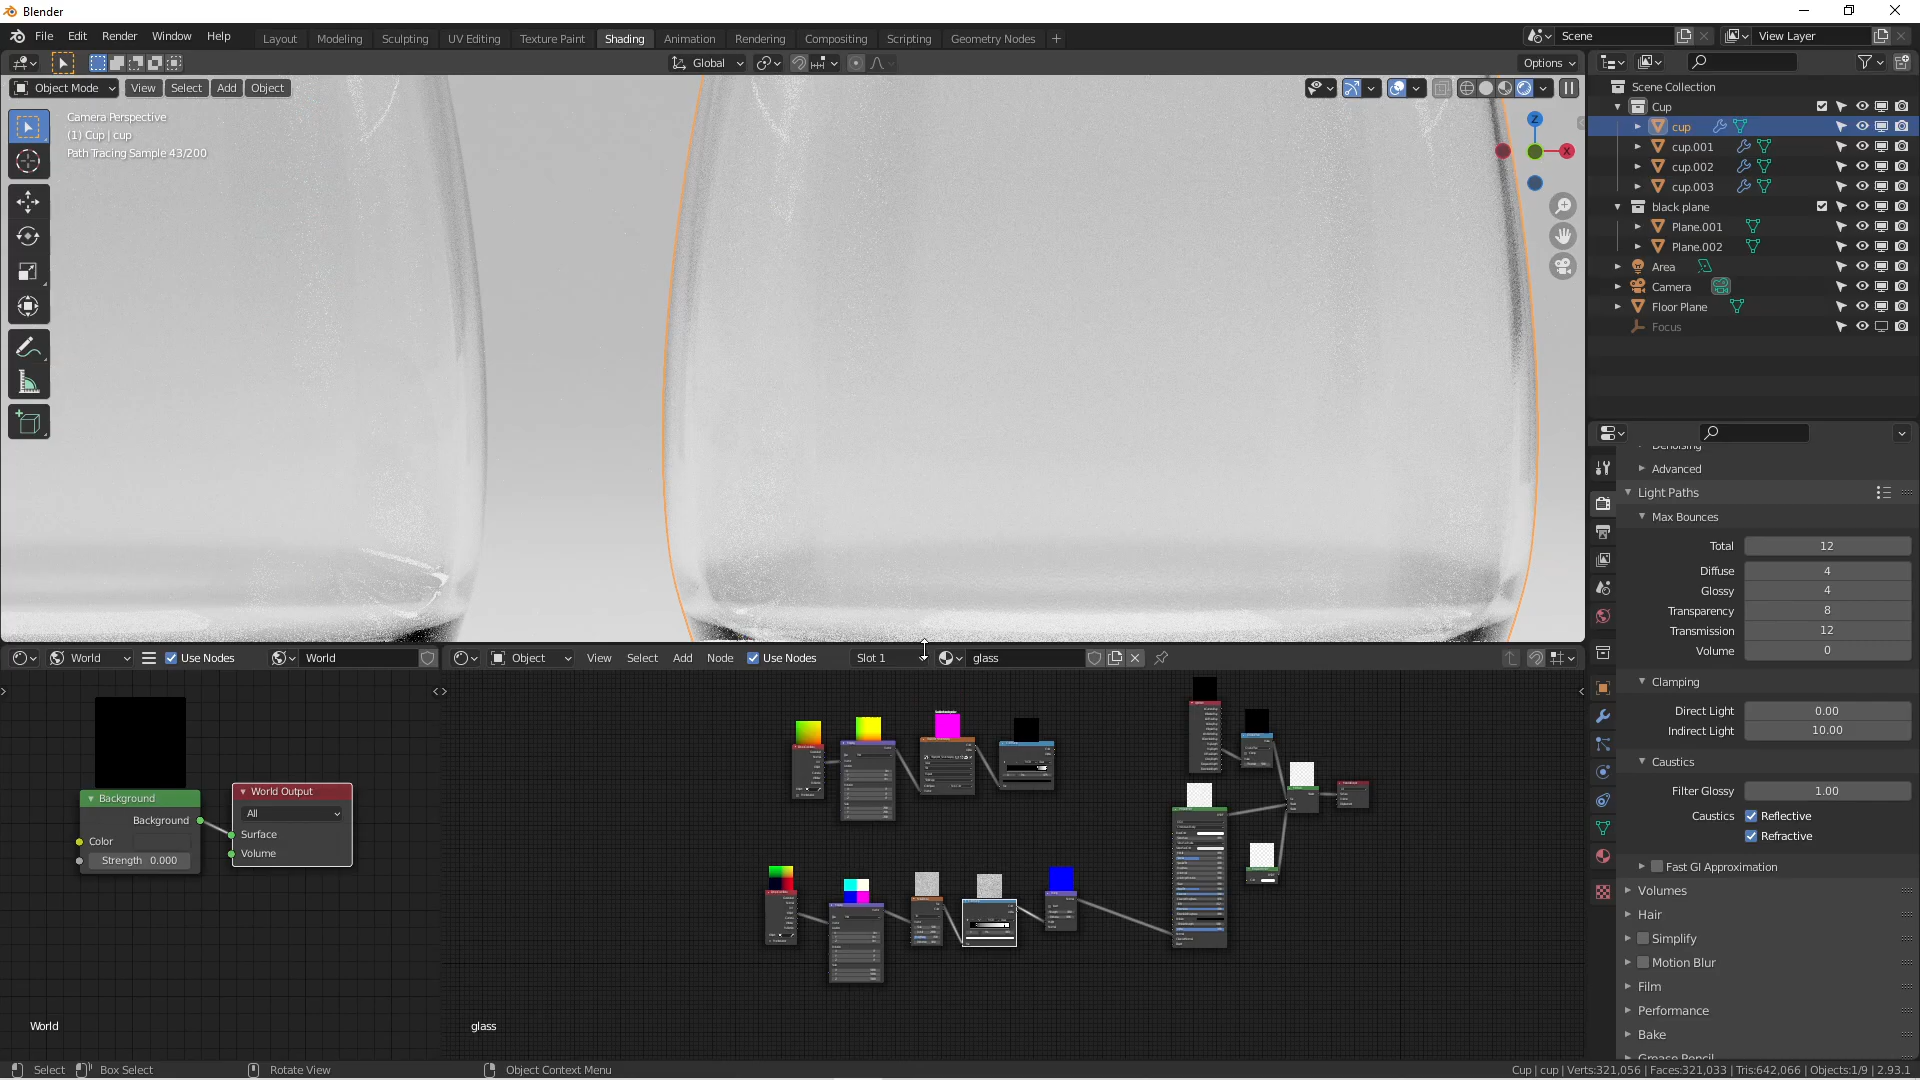 Blender
File Edit Render Window Help Layout Modeling Sculpting UV Editing Texture Paint Shading Animation Rendering Compositing Scripting Geometry Nodes + Scene View Layer
Global Options
Object Mode View Select Add Object
Camera Perspective
(1) Cup | cup
Path Tracing Sample 43/200
Z
X
Scene Collection
Cup
cup
cup.001
cup.002
cup.003
black plane
Plane.001
Plane.002
Area
Camera
Floor Plane
Focus
Denoising
Advanced
Light Paths
Max Bounces
Total 12
Diffuse 4
Glossy 4
Transparency 8
Transmission 12
Volume 0
Clamping
Direct Light 0.00
Indirect Light 10.00
Caustics
Filter Glossy 1.00
Caustics Reflective
Refractive
Fast GI Approximation
Volumes
Hair
Simplify
Motion Blur
Film
Performance
Bake
Grease Pencil
World Use Nodes World
Object View Select Add Node Use Nodes Slot 1 glass
Background
Background
Color
Strength 0.000
World Output
All
Surface
Volume
World
glass
Select Box Select Rotate View Object Context Menu Cup | cup | Verts:321,056 | Faces:321,033 | Tris:642,066 | Objects:1/9 | 2.93.1